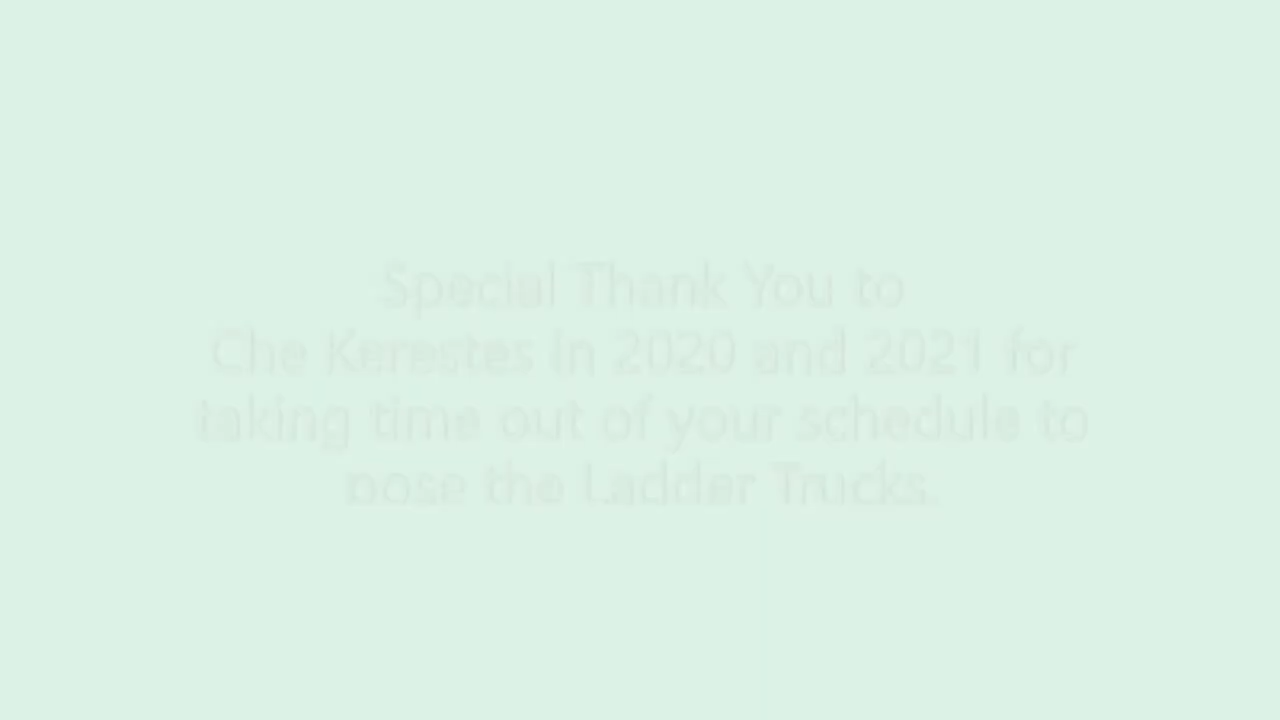 Special Thank You to
Che Kerestes in 2020 and 2021 for
taking time out of your schedule to
pose the Ladder Trucks.